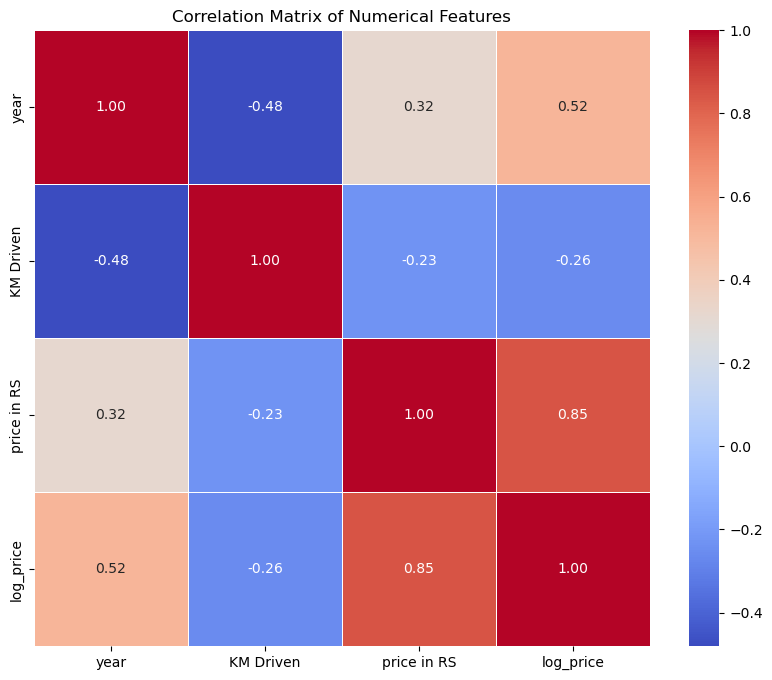 Correlation Matrix of Numerical Features
year
1.00
-0.48
0.32
0.52
KM Driven
-0.48
1.00
-0.23
-0.26
price in RS
0.32
-0.23
1.00
0.85
log_price
0.52
-0.26
0.85
1.00
year
KM Driven
price in RS
log_price
1.0
0.8
0.6
0.4
0.2
0.0
−0.2
−0.4